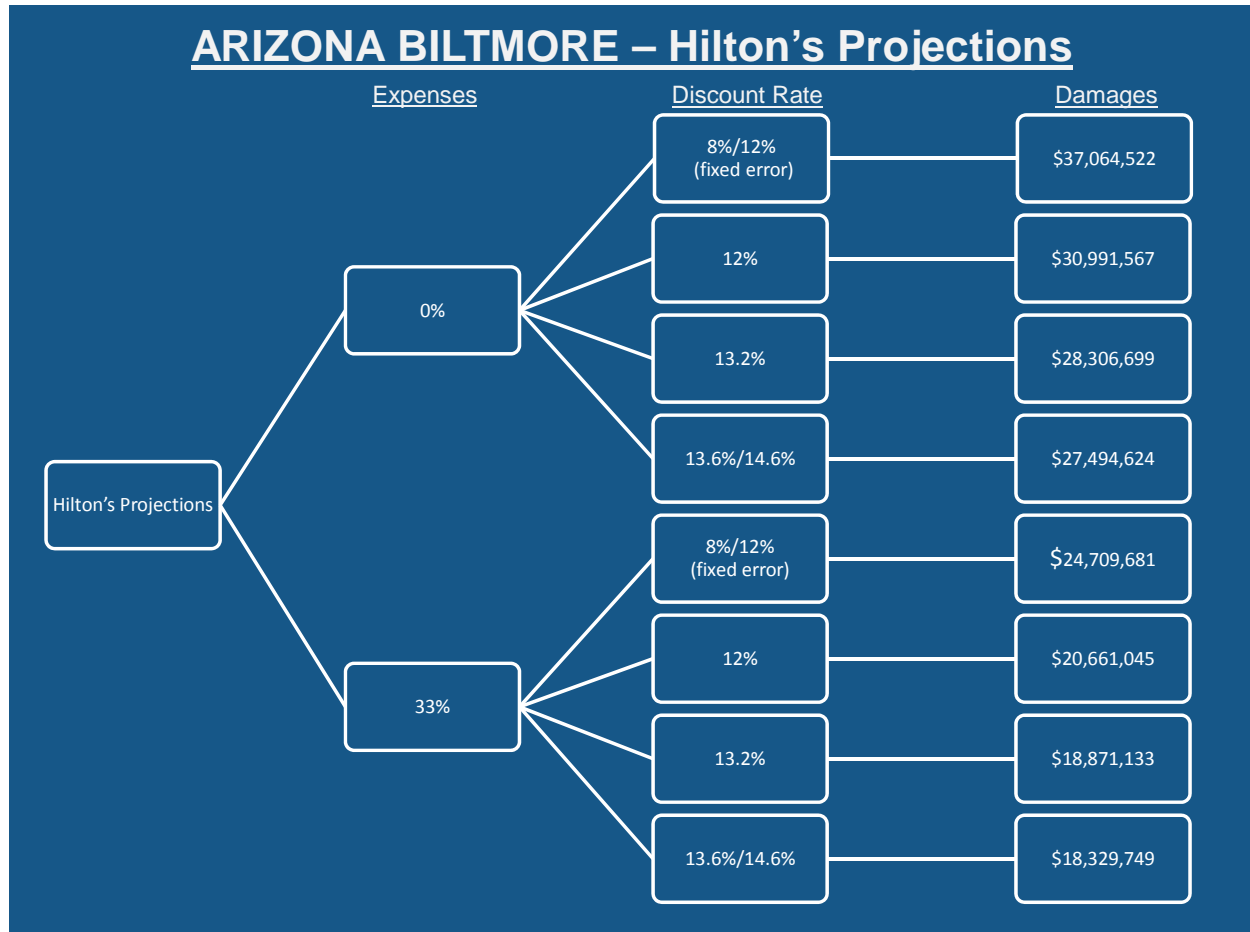 ARIZONA BILTMORE – Hilton’s Projections
Expenses
Discount Rate
Damages
Hilton’s Projections
0%
8%/12%
(fixed error)
$37,064,522
12%
$30,991,567
13.2%
$28,306,699
13.6%/14.6%
$27,494,624
33%
8%/12%
(fixed error)
$24,709,681
12%
$20,661,045
13.2%
$18,871,133
13.6%/14.6%
$18,329,749